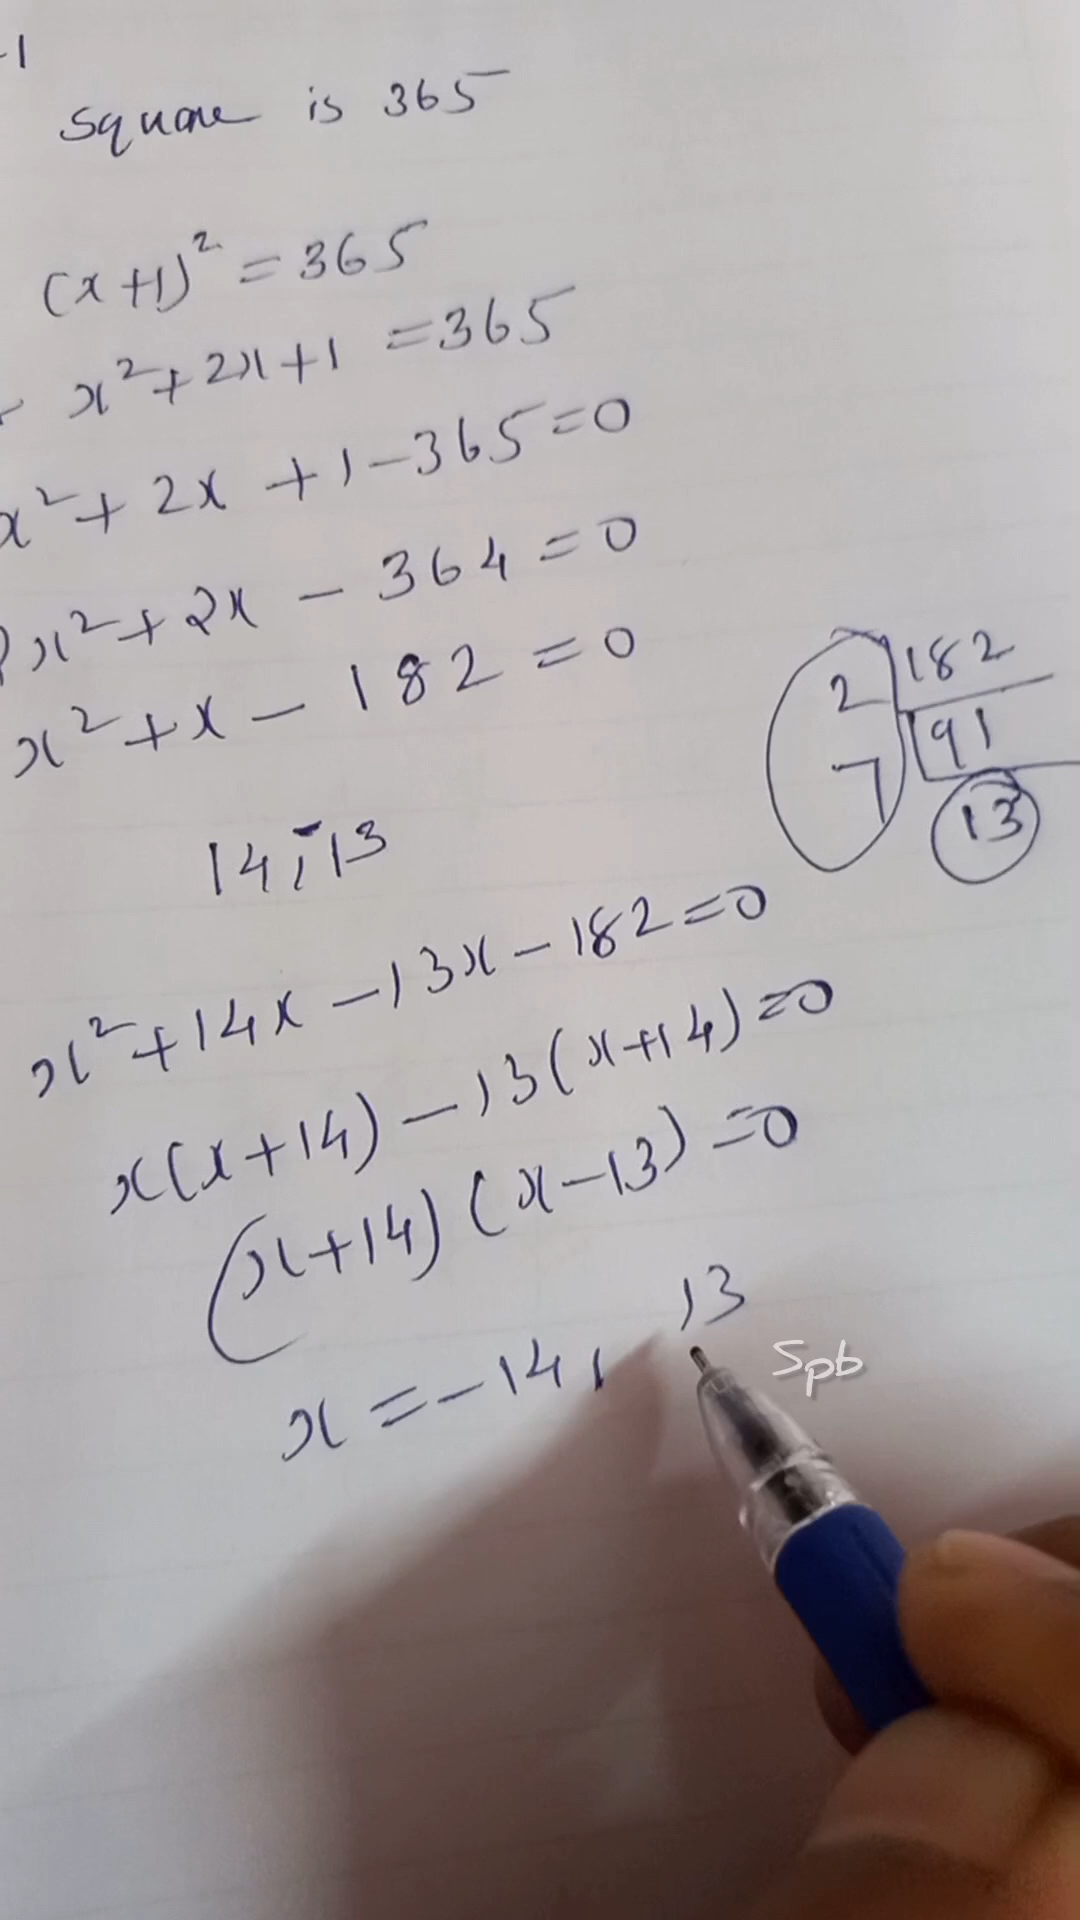 -1
square is 365
(x+1)² = 365
x²+2x+1 = 365
x²+2x+1-365=0
2x²+2x-364=0
x²+x-182=0
2 182
7 91
13
14, -13
x²+14x-13x-182=0
x(x+14)-13(x+14)=0
(x+14)(x-13)=0
x=-14, 13
Spb